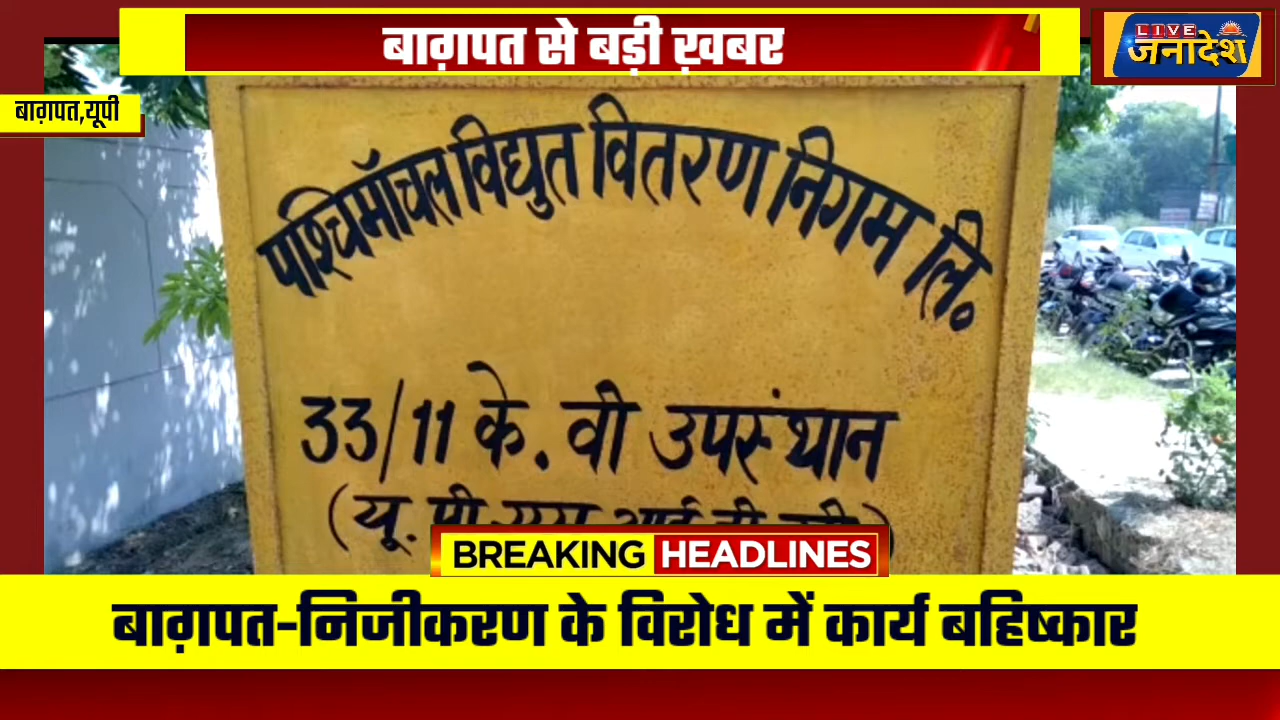 बाग़पत से बड़ी ख़बर
LIVE
जनादेश
बाग़पत,यूपी
पश्चिमॉचल विद्युत वितरण निगम लि०
33/11 के. वी उपस्थान
(यू. पी.
BREAKING HEADLINES
बाग़पत-निजीकरण के विरोध में कार्य बहिष्कार